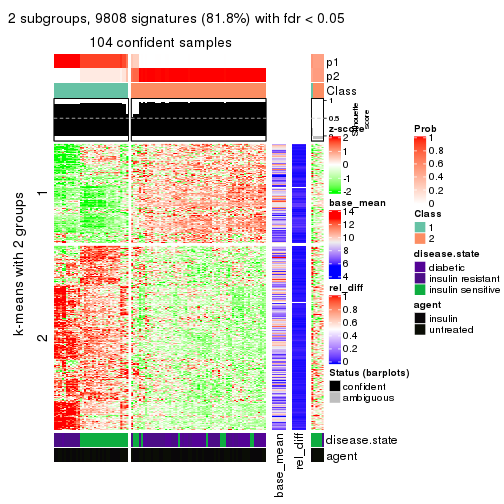 2 subgroups, 9808 signatures (81.8%) with fdr < 0.05
104 confident samples
p1
p2
Class
1
0.5
0
Silhouette
score
k-means with 2 groups
1
2
z-score
2
1
0
-1
-2
base_mean
14
12
10
8
6
4
rel_diff
1
0.8
0.6
0.4
0.2
0
Status (barplots)
confident
ambiguous
Prob
1
0.8
0.6
0.4
0.2
0
Class
1
2
disease.state
diabetic
insulin resistant
insulin sensitive
agent
insulin
untreated
disease.state
agent
base_mean
rel_diff